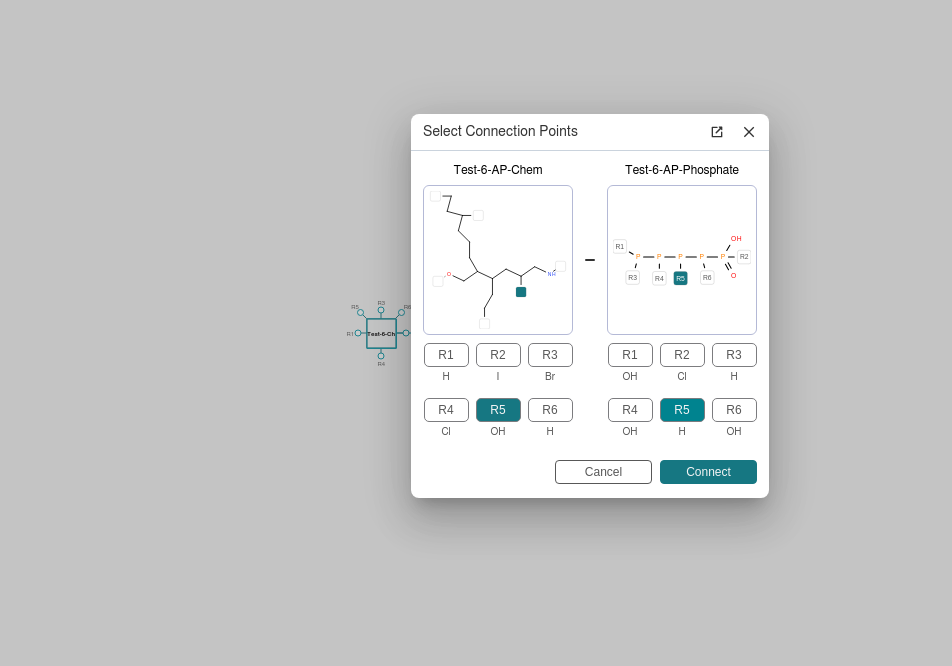 Select Connection Points
Test-6-AP-Chem
Test-6-AP-Phosphate
O
NH
R1
P
P
P
P
P
OH
R2
O
R3
R4
R5
R6
R1 R2 R3
H I Br
R4 R5 R6
Cl OH H
R1 R2 R3
OH Cl H
R4 R5 R6
OH H OH
Cancel
Connect
R5
R3
R1
Test-6-Ch
R4